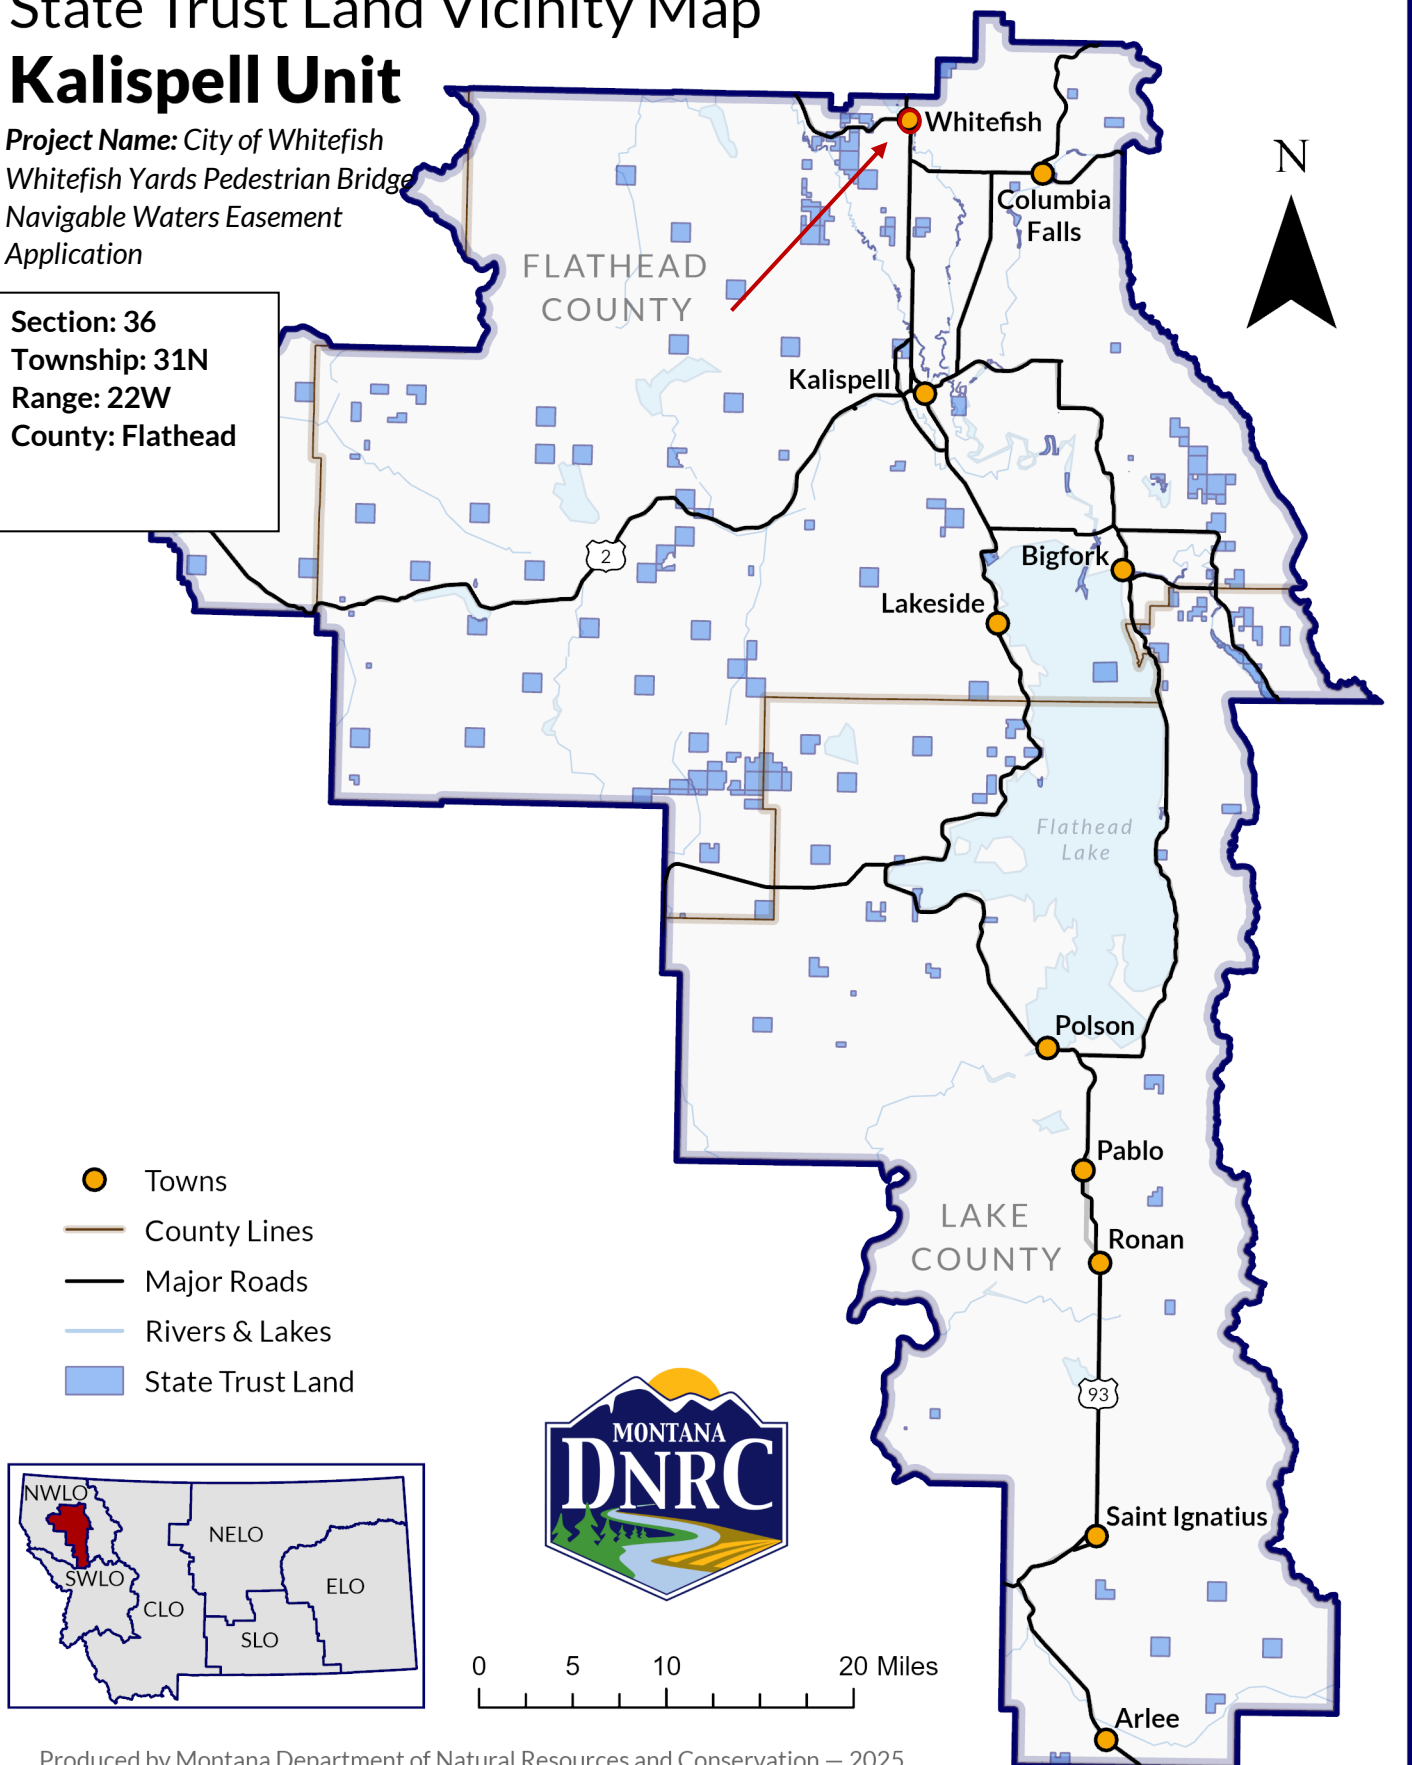 State Trust Land Vicinity Map
Kalispell Unit
Project Name: City of Whitefish
Whitefish Yards Pedestrian Bridge
Navigable Waters Easement
Application
Section: 36
Township: 31N
Range: 22W
County: Flathead
Whitefish
N
Columbia
Falls
FLATHEAD
COUNTY
Kalispell
2
Bigfork
Lakeside
Flathead
Lake
Polson
Pablo
LAKE
COUNTY
Ronan
93
Saint Ignatius
Arlee
Towns
County Lines
Major Roads
Rivers & Lakes
State Trust Land
MONTANA
DNRC
NWLO
NELO
SWLO
ELO
CLO
SLO
0 5 10 20 Miles
Produced by Montana Department of Natural Resources and Conservation — 2025